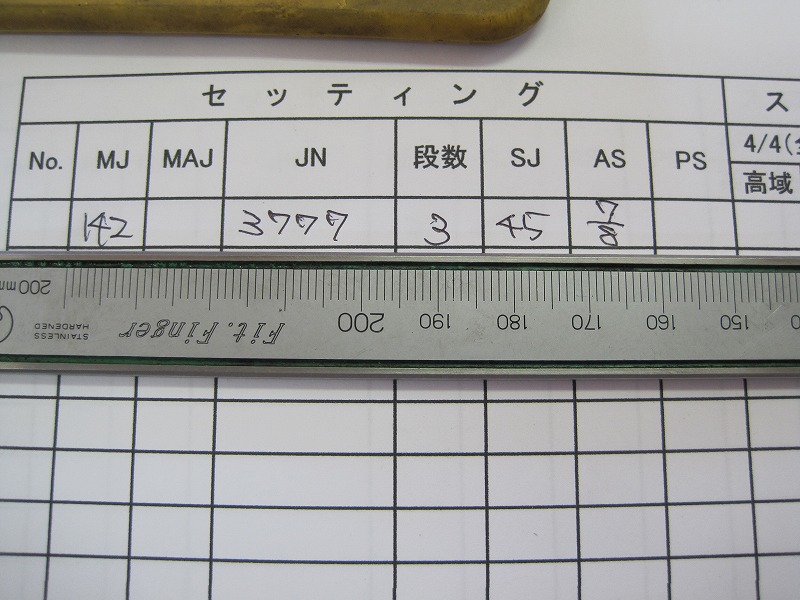 セッティング ス
4/4(
No. MJ MAJ JN 段数 SJ AS PS
高域
142 3777 3 45 7/8
200mm 200 190 180 170 160 150
STAINLESS HARDENED Fit.Finger